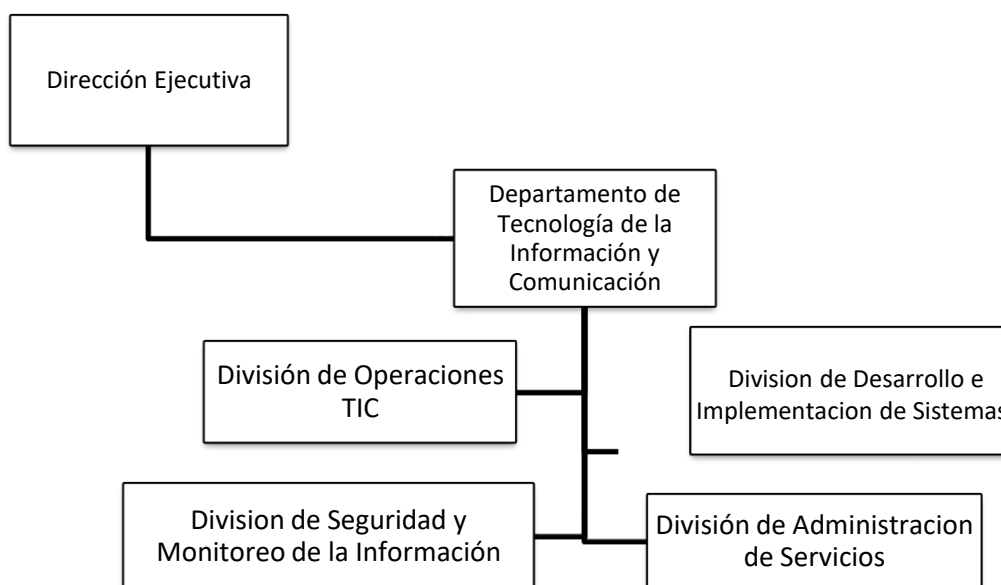 Dirección Ejecutiva
Departamento de
Tecnología de la
Información y
Comunicación
División de Operaciones
TIC
Division de Desarrollo e
Implementacion de Sistemas
Division de Seguridad y
Monitoreo de la Información
División de Administracion
de Servicios